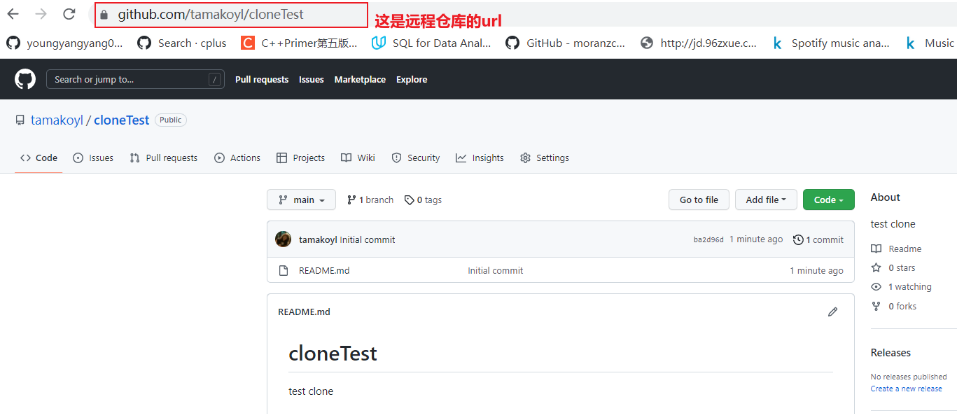 github.com/tamakoyl/cloneTest
这是远程仓库的url
youngyangyang0... Search · cplus C++Primer第五版... SQL for Data Anal... GitHub - moranzc... http://jd.96zxue.c... Spotify music ana... Music
Search or jump to... / Pull requests Issues Marketplace Explore
tamakoyl / cloneTest Public
Code Issues Pull requests Actions Projects Wiki Security Insights Settings
main 1 branch 0 tags Go to file Add file Code
tamakoyl Initial commit ba2d96d 1 minute ago 1 commit
README.md Initial commit 1 minute ago
README.md
cloneTest
test clone
About
test clone
Readme
0 stars
1 watching
0 forks
Releases
No releases published
Create a new release